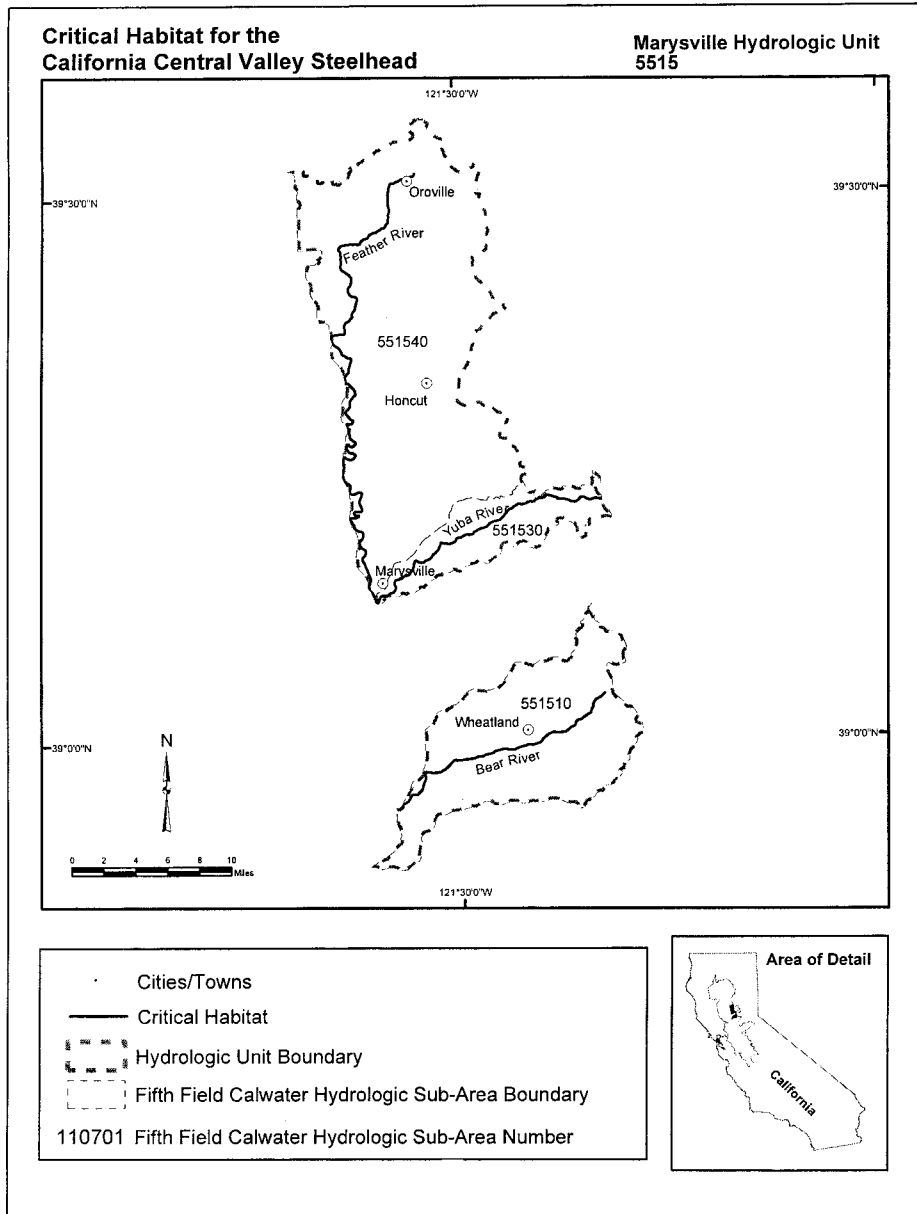 Critical Habitat for the
California Central Valley Steelhead
Marysville Hydrologic Unit
5515
121°30'0"W
39°30'0"N
39°30'0"N
Oroville
Feather River
551540
Honcut
Yuba River
551530
Marysville
551510
Wheatland
Bear River
39°0'0"N
39°0'0"N
N
0 2 4 6 8 10
Miles
121°30'0"W
Cities/Towns
Critical Habitat
Hydrologic Unit Boundary
Fifth Field Calwater Hydrologic Sub-Area Boundary
110701 Fifth Field Calwater Hydrologic Sub-Area Number
Area of Detail
California